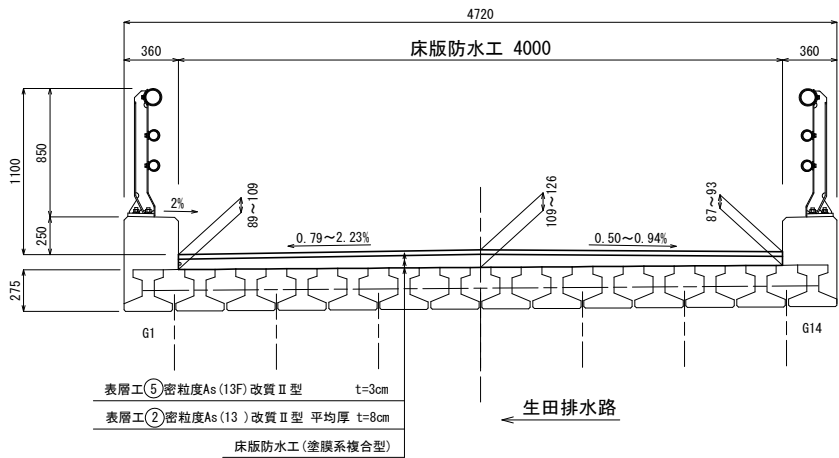 4720
360
床版防水工 4000
360
1100
850
250
275
2%
89~109
109~126
87~93
0.79~2.23%
0.50~0.94%
G1
G14
表層工⑤密粒度As(13F)改質Ⅱ型 t=3cm
表層工②密粒度As(13 )改質Ⅱ型 平均厚 t=8cm
床版防水工(塗膜系複合型)
生田排水路